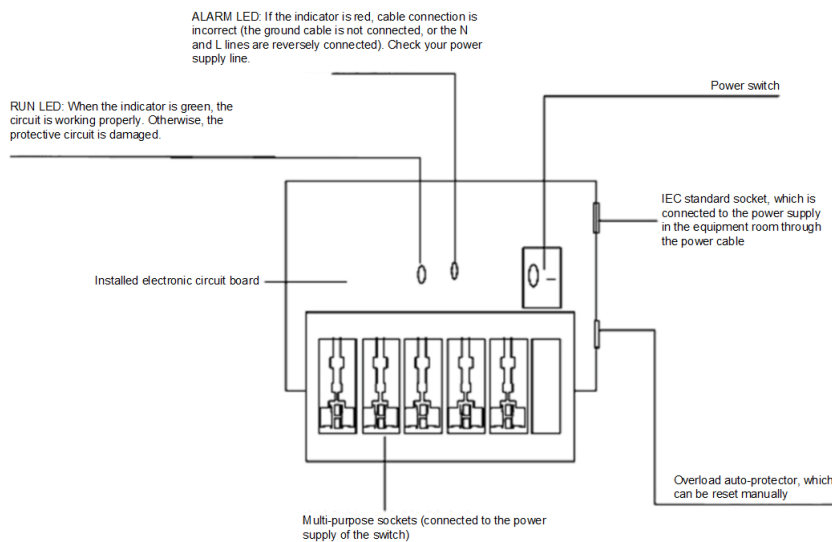 ALARM LED: If the indicator is red, cable connection is
incorrect (the ground cable is not connected, or the N
and L lines are reversely connected). Check your power
supply line.
Power switch
RUN LED: When the indicator is green, the
circuit is working properly. Otherwise, the
protective circuit is damaged.
IEC standard socket, which is
connected to the power supply
in the equipment room through
the power cable
Installed electronic circuit board
Overload auto-protector, which
can be reset manually
Multi-purpose sockets (connected to the power
supply of the switch)